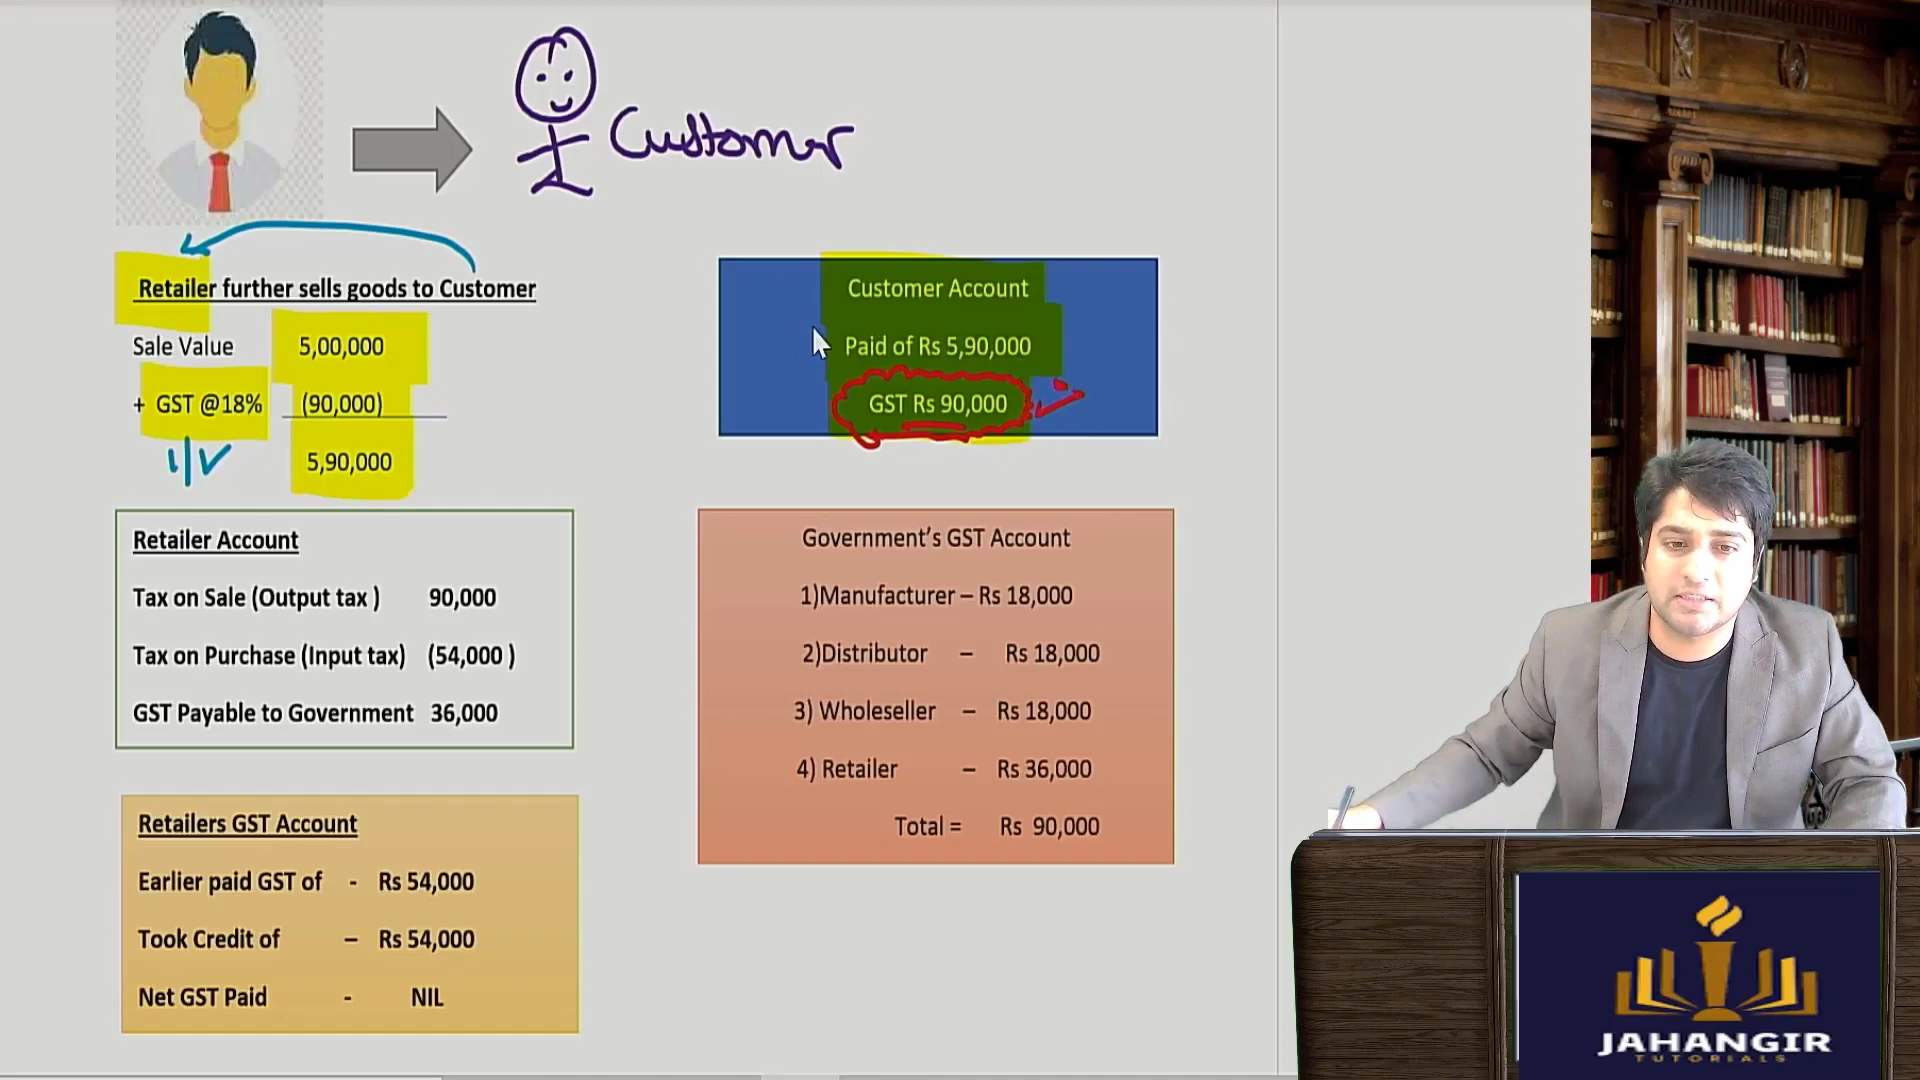 Customer
Retailer further sells goods to Customer
Sale Value 5,00,000
+ GST @18% (90,000)
5,90,000
Customer Account
Paid of Rs 5,90,000
GST Rs 90,000
Retailer Account
Tax on Sale (Output tax ) 90,000
Tax on Purchase (Input tax) (54,000 )
GST Payable to Government 36,000
Government’s GST Account
1)Manufacturer – Rs 18,000
2)Distributor – Rs 18,000
3) Wholeseller – Rs 18,000
4) Retailer – Rs 36,000
Total = Rs 90,000
Retailers GST Account
Earlier paid GST of - Rs 54,000
Took Credit of – Rs 54,000
Net GST Paid - NIL
JAHANGIR
TUTORIALS